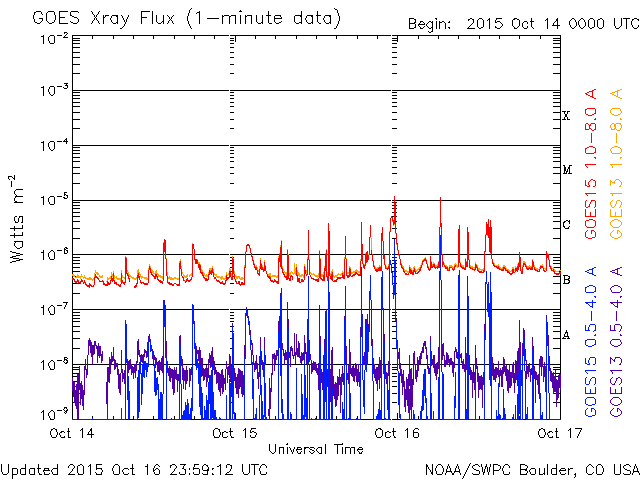 GOES Xray Flux (1-minute data)
Begin: 2015 Oct 14 0000 UTC
Watts m-2
10-2
10-3
10-4
10-5
10-6
10-7
10-8
10-9
X
M
C
B
A
GOES15 1.0-8.0 A
GOES13 1.0-8.0 A
GOES15 0.5-4.0 A
GOES13 0.5-4.0 A
Oct 14
Oct 15
Oct 16
Oct 17
Universal Time
Updated 2015 Oct 16 23:59:12 UTC
NOAA/SWPC Boulder, CO USA